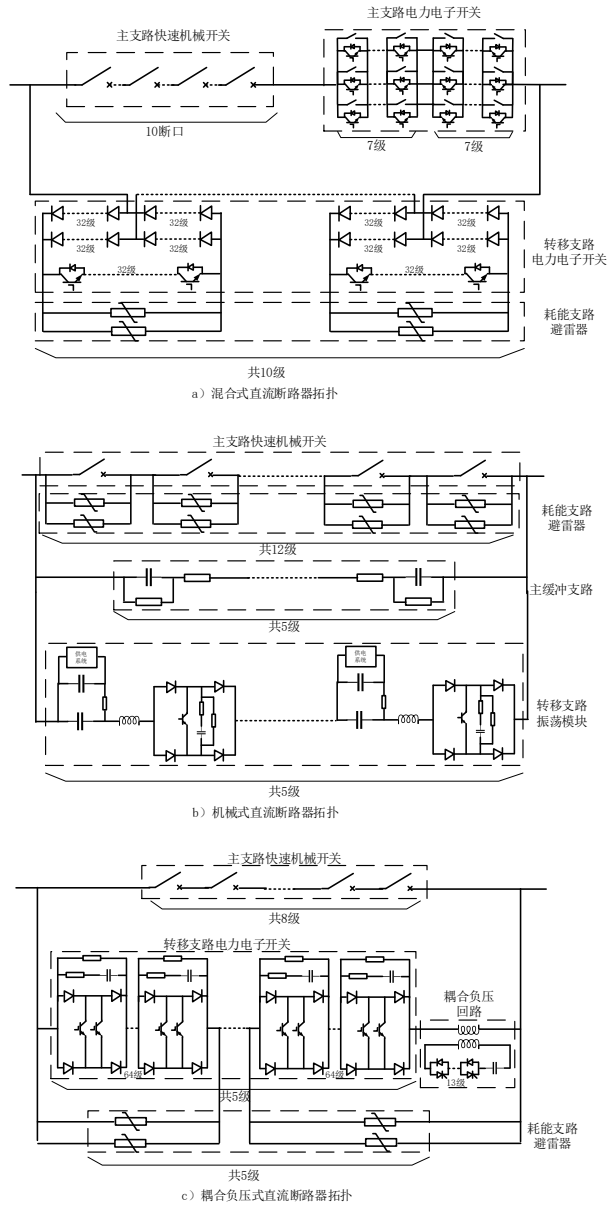 主支路电力电子开关
主支路快速机械开关
10断口
7级
7级
32级
32级
32级
32级
32级
32级
32级
32级
32级
32级
转移支路
电力电子开关
耗能支路
避雷器
共10级
a）混合式直流断路器拓扑
主支路快速机械开关
耗能支路
避雷器
共12级
主缓冲支路
共5级
供电
系统
供电
系统
转移支路
振荡模块
共5级
b）机械式直流断路器拓扑
主支路快速机械开关
共8级
转移支路电力电子开关
耦合负压
回路
64级
64级
13级
共5级
耗能支路
避雷器
共5级
c）耦合负压式直流断路器拓扑